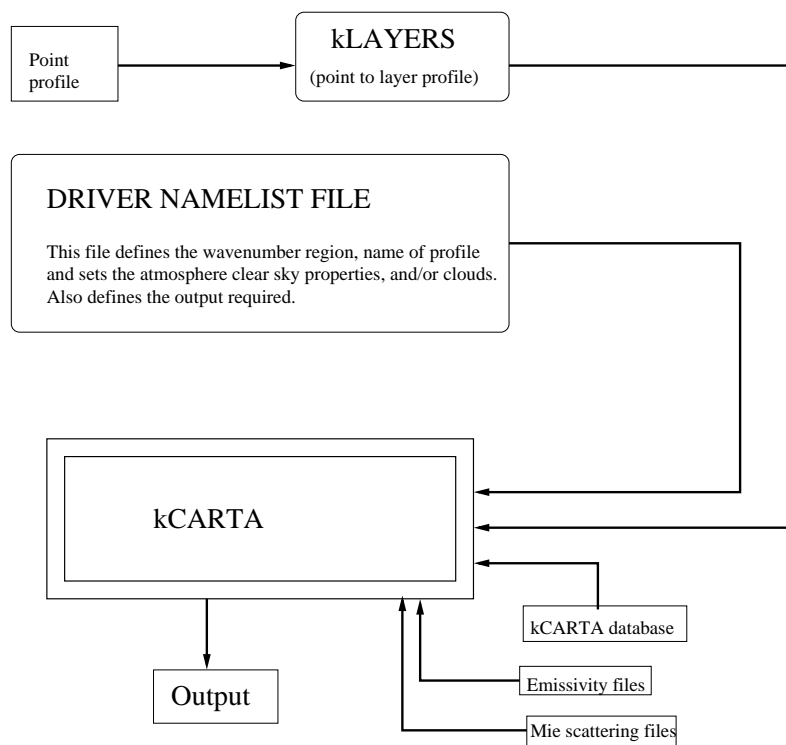 Point
profile
kLAYERS
(point to layer profile)
DRIVER NAMELIST FILE
This file defines the wavenumber region, name of profile
and sets the atmosphere clear sky properties, and/or clouds.
Also defines the output required.
kCARTA
kCARTA database
Output
Emissivity files
Mie scattering files